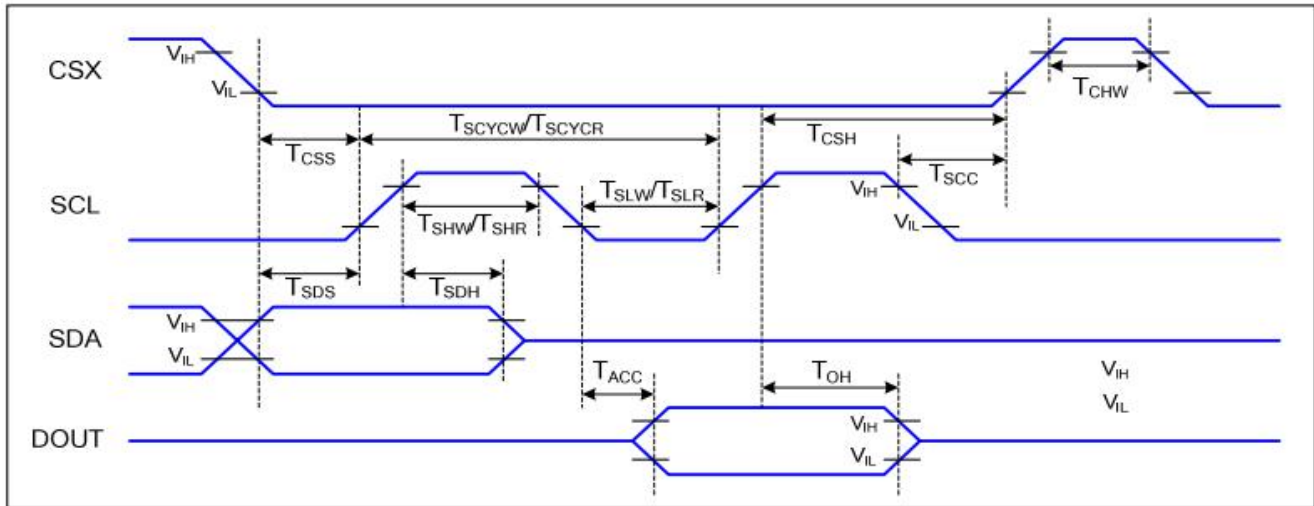 CSX
VIH
VIL
TCHW
TCSS
TSCYCW/TSCYCR
TCSH
TSCC
SCL
TSHW/TSHR
TSLW/TSLR
VIH
VIL
TSDS
TSDH
SDA
VIH
VIL
TACC
TOH
VIH
VIL
DOUT
VIH
VIL